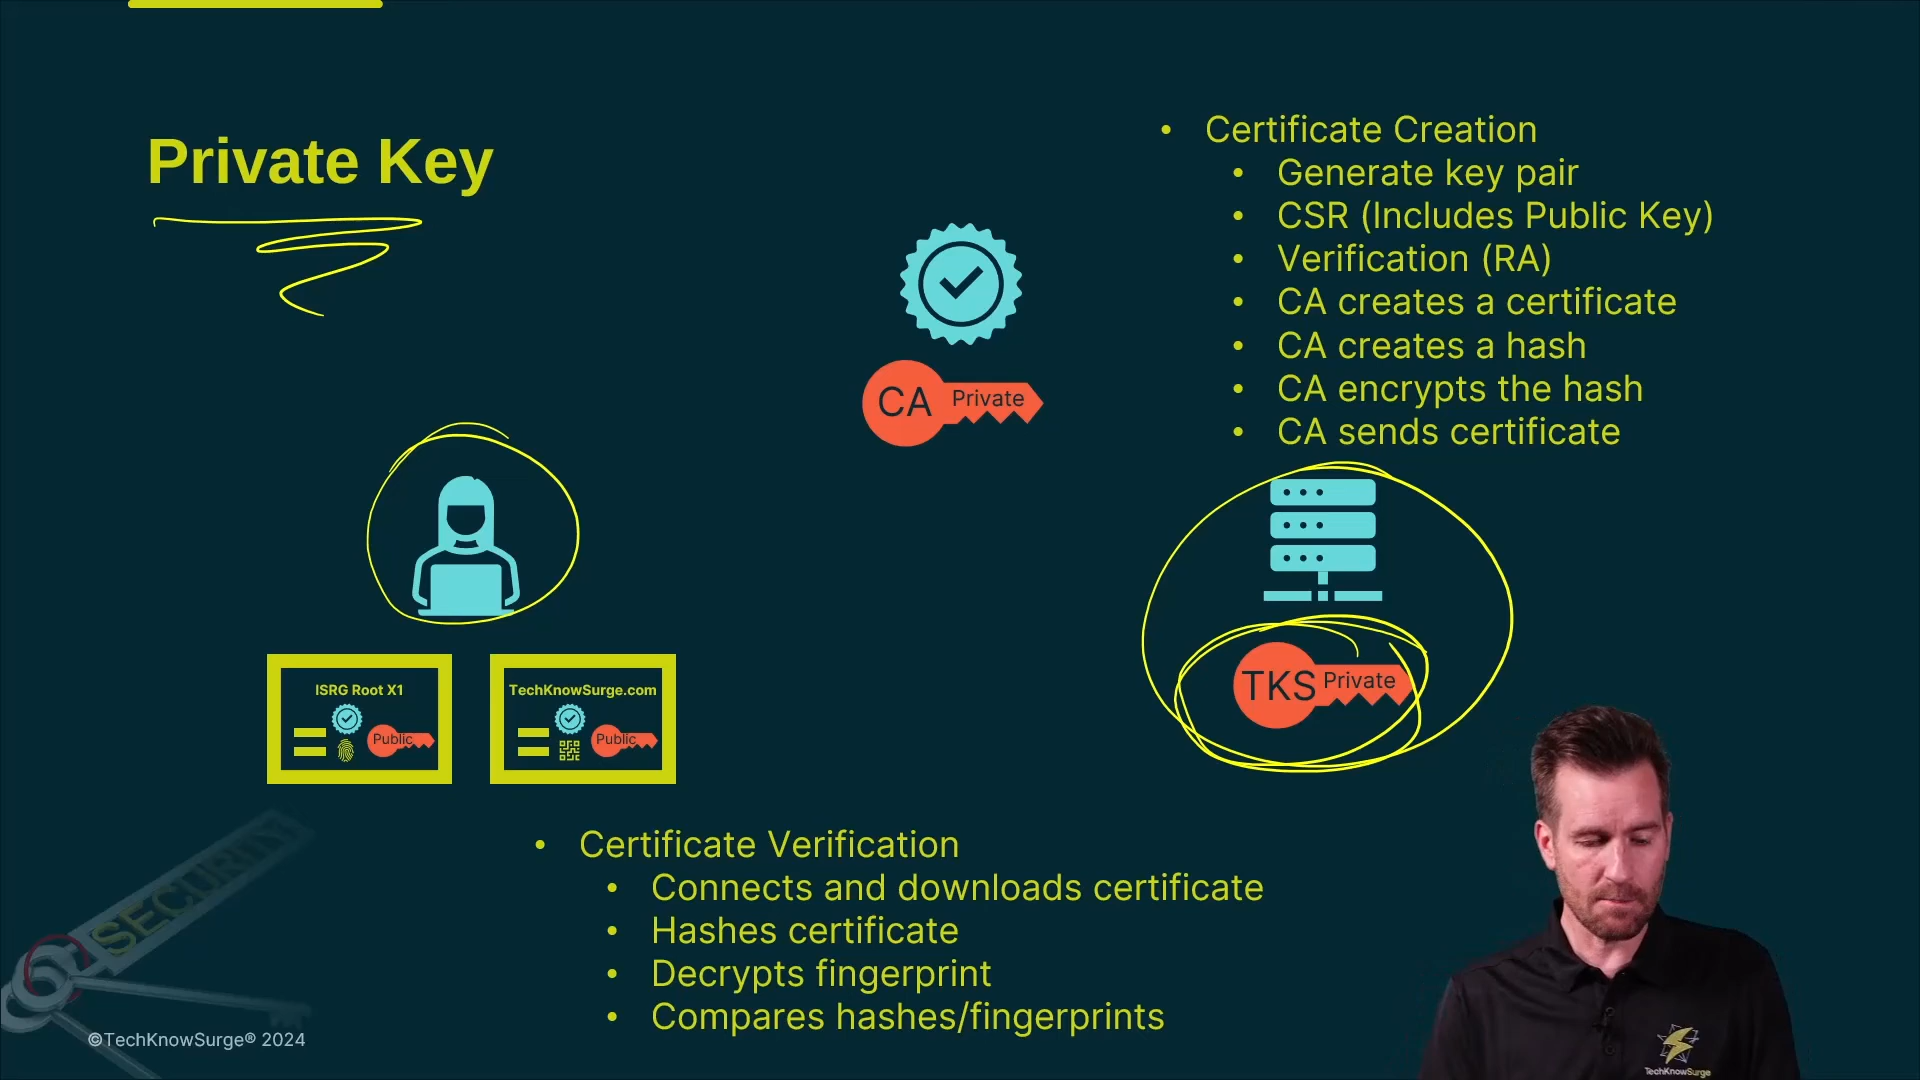 Private Key
• Certificate Creation
• Generate key pair
• CSR (Includes Public Key)
• Verification (RA)
• CA creates a certificate
• CA creates a hash
• CA encrypts the hash
• CA sends certificate
CA Private
TKS Private
ISRG Root X1
Public
TechKnowSurge.com
Public
• Certificate Verification
• Connects and downloads certificate
• Hashes certificate
• Decrypts fingerprint
• Compares hashes/fingerprints
SECURITY
©TechKnowSurge® 2024
TechKnowSurge